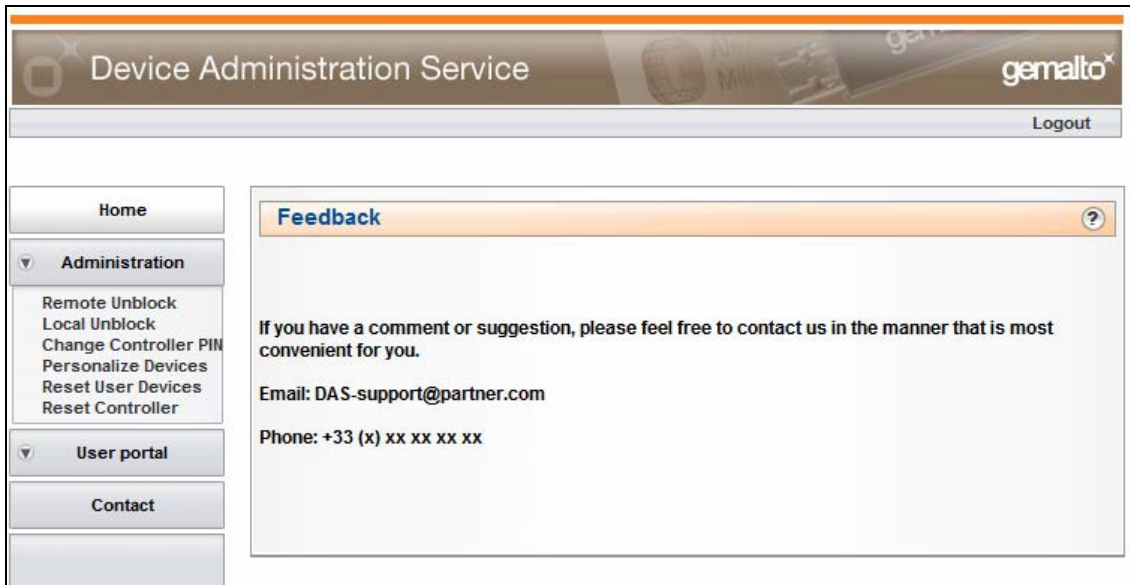 Device Administration Service
gemalto
Logout
Home
Administration
Remote Unblock
Local Unblock
Change Controller PIN
Personalize Devices
Reset User Devices
Reset Controller
User portal
Contact
Feedback
?
If you have a comment or suggestion, please feel free to contact us in the manner that is most
convenient for you.
Email: DAS-support@partner.com
Phone: +33 (x) xx xx xx xx